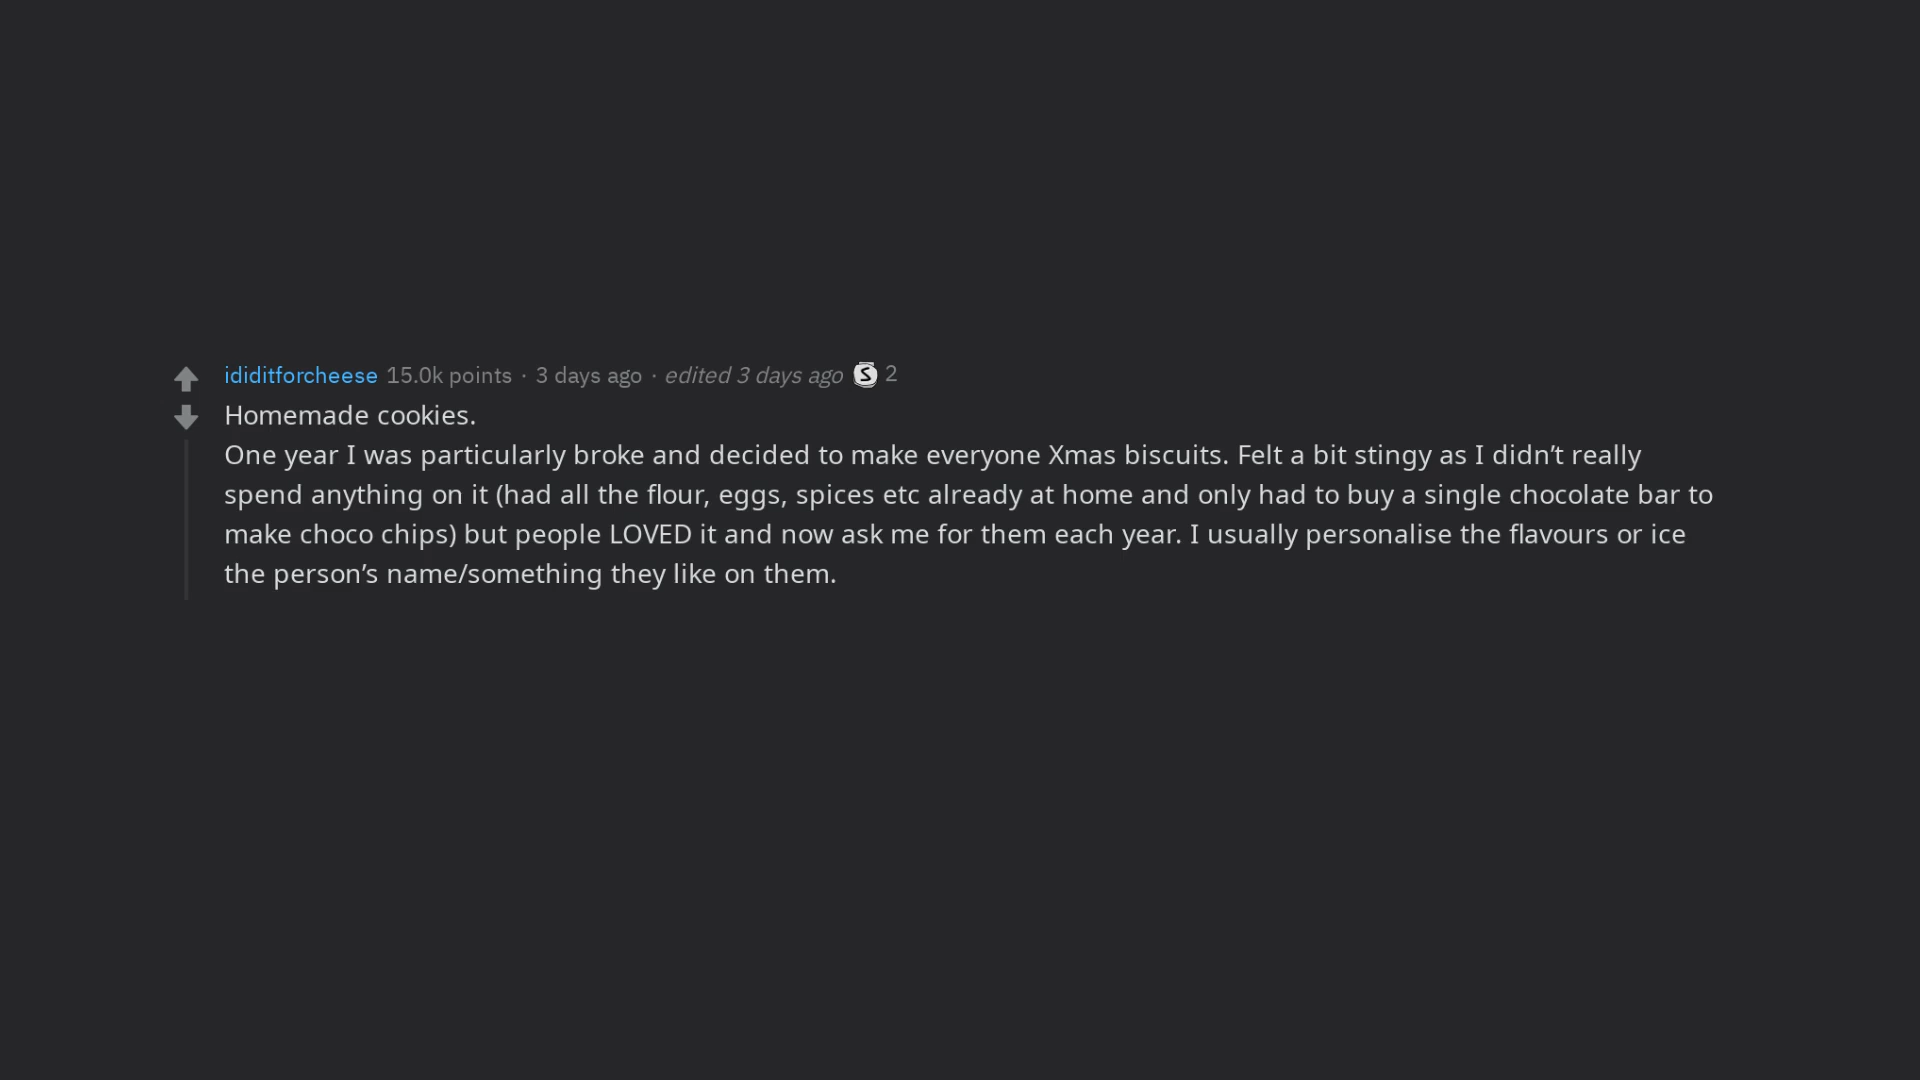 ididitforcheese 15.0k points · 3 days ago · edited 3 days ago S 2
Homemade cookies.
One year I was particularly broke and decided to make everyone Xmas biscuits. Felt a bit stingy as I didn’t really
spend anything on it (had all the flour, eggs, spices etc already at home and only had to buy a single chocolate bar to
make choco chips) but people LOVED it and now ask me for them each year. I usually personalise the flavours or ice
the person’s name/something they like on them.